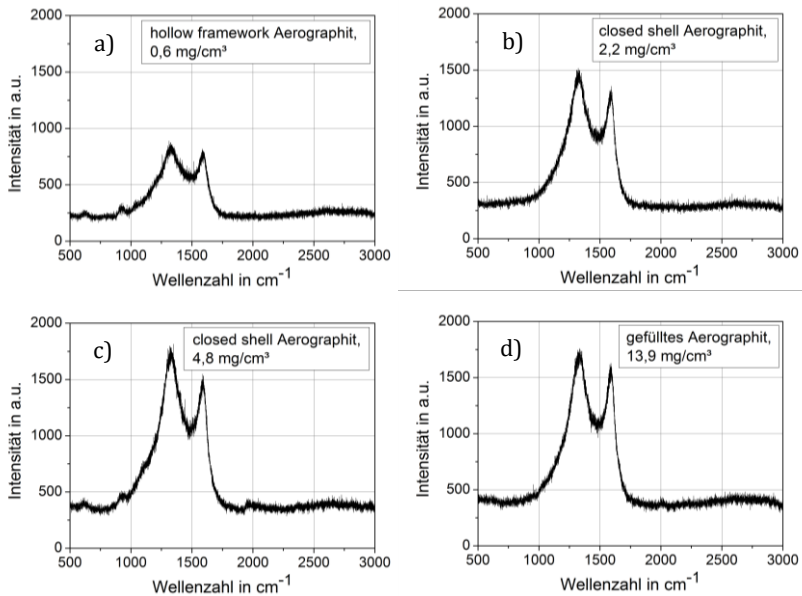 a)
hollow framework Aerographit,
0,6 mg/cm³
Intensität in a.u.
2000
1500
1000
500
0
500 1000 1500 2000 2500 3000
Wellenzahl in cm⁻¹
b)
closed shell Aerographit,
2,2 mg/cm³
Intensität in a.u.
2000
1500
1000
500
0
500 1000 1500 2000 2500 3000
Wellenzahl in cm⁻¹
c)
closed shell Aerographit,
4,8 mg/cm³
Intensität in a.u.
2000
1500
1000
500
0
500 1000 1500 2000 2500 3000
Wellenzahl in cm⁻¹
d)
gefülltes Aerographit,
13,9 mg/cm³
Intensität in a.u.
2000
1500
1000
500
0
500 1000 1500 2000 2500 3000
Wellenzahl in cm⁻¹